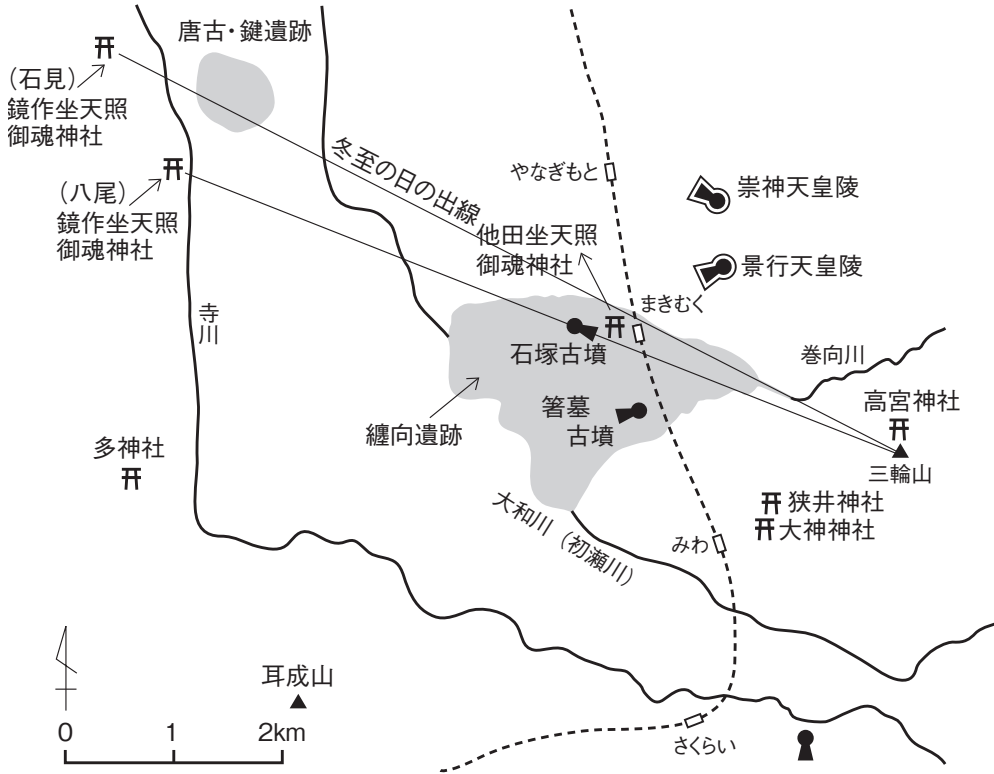 唐古・鍵遺跡
（石見）
鏡作坐天照
御魂神社
冬至の日の出線
やなぎもと
崇神天皇陵
（八尾）
鏡作坐天照
御魂神社
他田坐天照
御魂神社
景行天皇陵
まきむく
寺川
石塚古墳
巻向川
箸墓
古墳
高宮神社
纏向遺跡
多神社
三輪山
狭井神社
大神神社
大和川（初瀬川）
みわ
耳成山
0 1 2km
さくらい